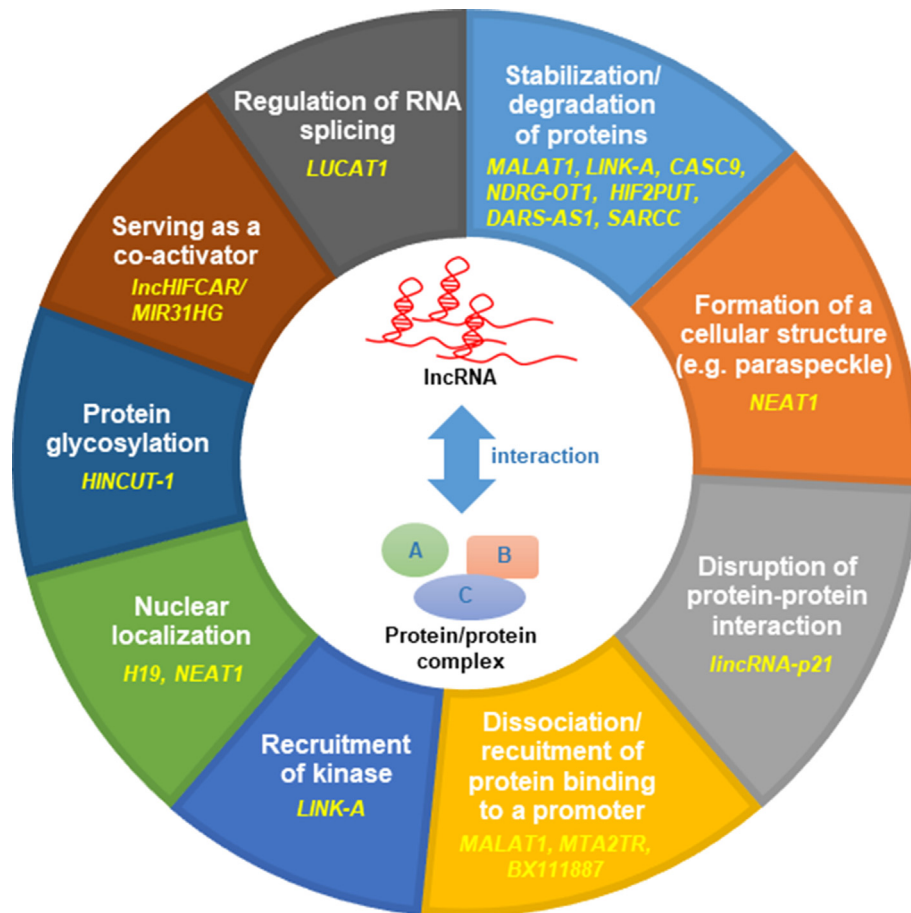 Stabilization/
degradation
of proteins
MALAT1, LINK-A, CASC9,
NDRG-OT1, HIF2PUT,
DARS-AS1, SARCC
Formation of a
cellular structure
(e.g. paraspeckle)
NEAT1
Disruption of
protein-protein
interaction
lincRNA-p21
Dissociation/
recuitment of
protein binding
to a promoter
MALAT1, MTA2TR,
BX111887
Recruitment
of kinase
LINK-A
Nuclear
localization
H19, NEAT1
Protein
glycosylation
HINCUT-1
Serving as a
co-activator
lncHIFCAR/
MIR31HG
Regulation of RNA
splicing
LUCAT1
lncRNA
interaction
A
B
C
Protein/protein
complex